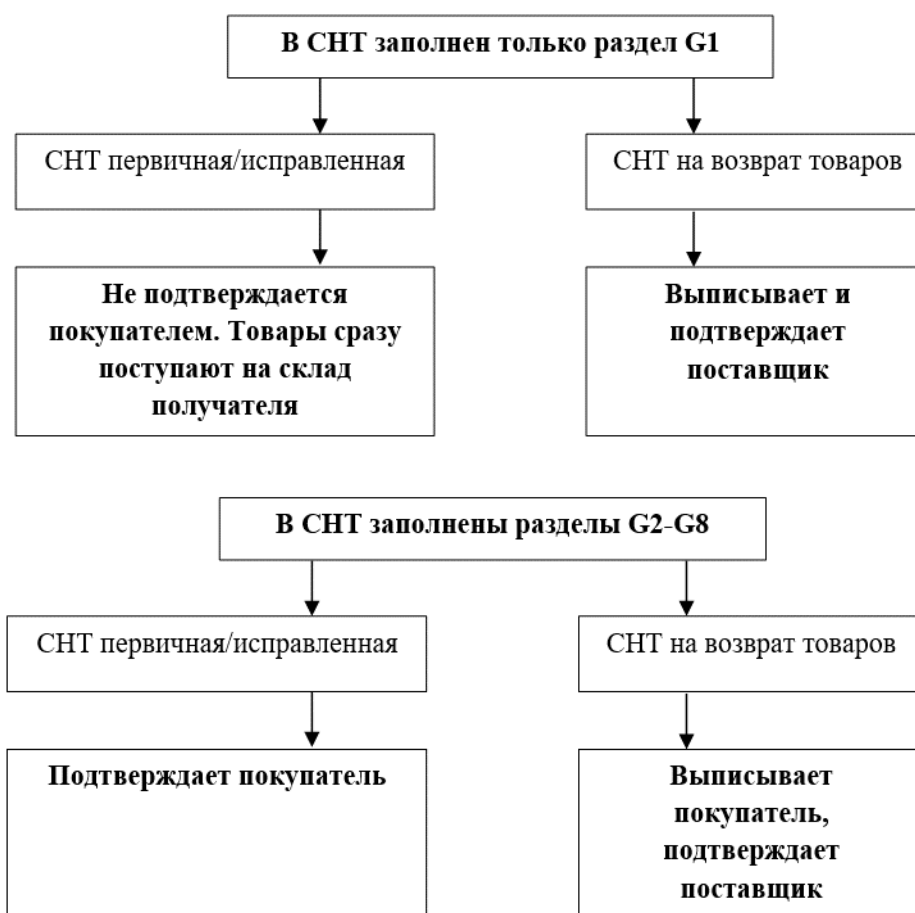 В СНТ заполнен только раздел G1
СНТ первичная/исправленная
СНТ на возврат товаров
Не подтверждается
покупателем. Товары сразу
поступают на склад
получателя
Выписывает и
подтверждает
поставщик
В СНТ заполнены разделы G2-G8
СНТ первичная/исправленная
СНТ на возврат товаров
Подтверждает покупатель
Выписывает
покупатель,
подтверждает
поставщик